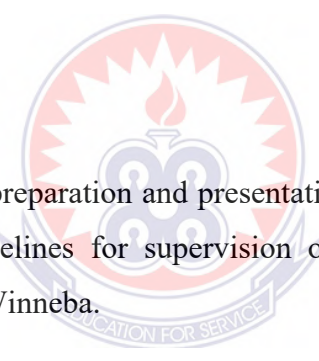 preparation and presentati
elines for supervision o
Winneba.
EDUCATION FOR SERVICE